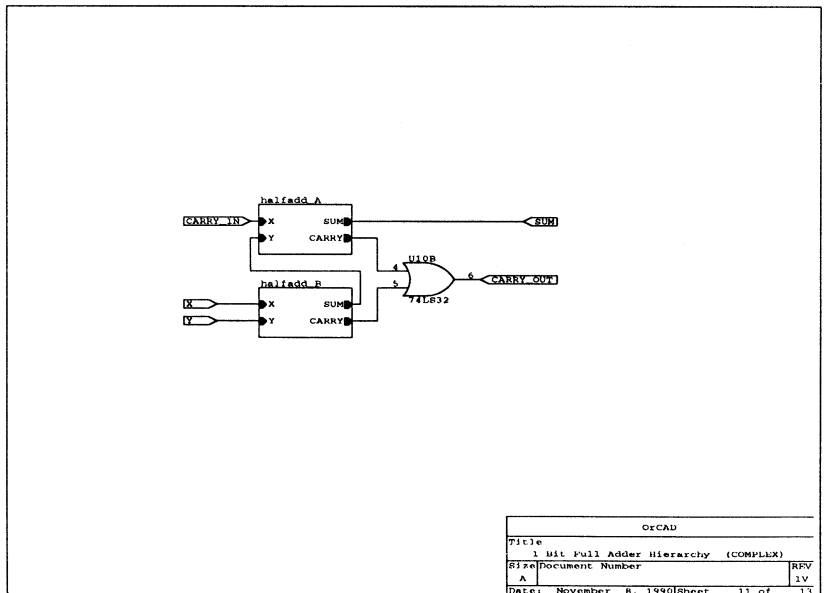 halfadd_A
CARRY_IN
X
SUM
SUM
Y
CARRY
U10B
4
6
CARRY_OUT
5
halfadd_B
74LS32
X
X
SUM
Y
Y
CARRY
OrCAD
Title
1 Bit Full Adder Hierarchy (COMPLEX)
Size Document Number REV
A 1V
Date: November 8, 1990 Sheet 11 of 13